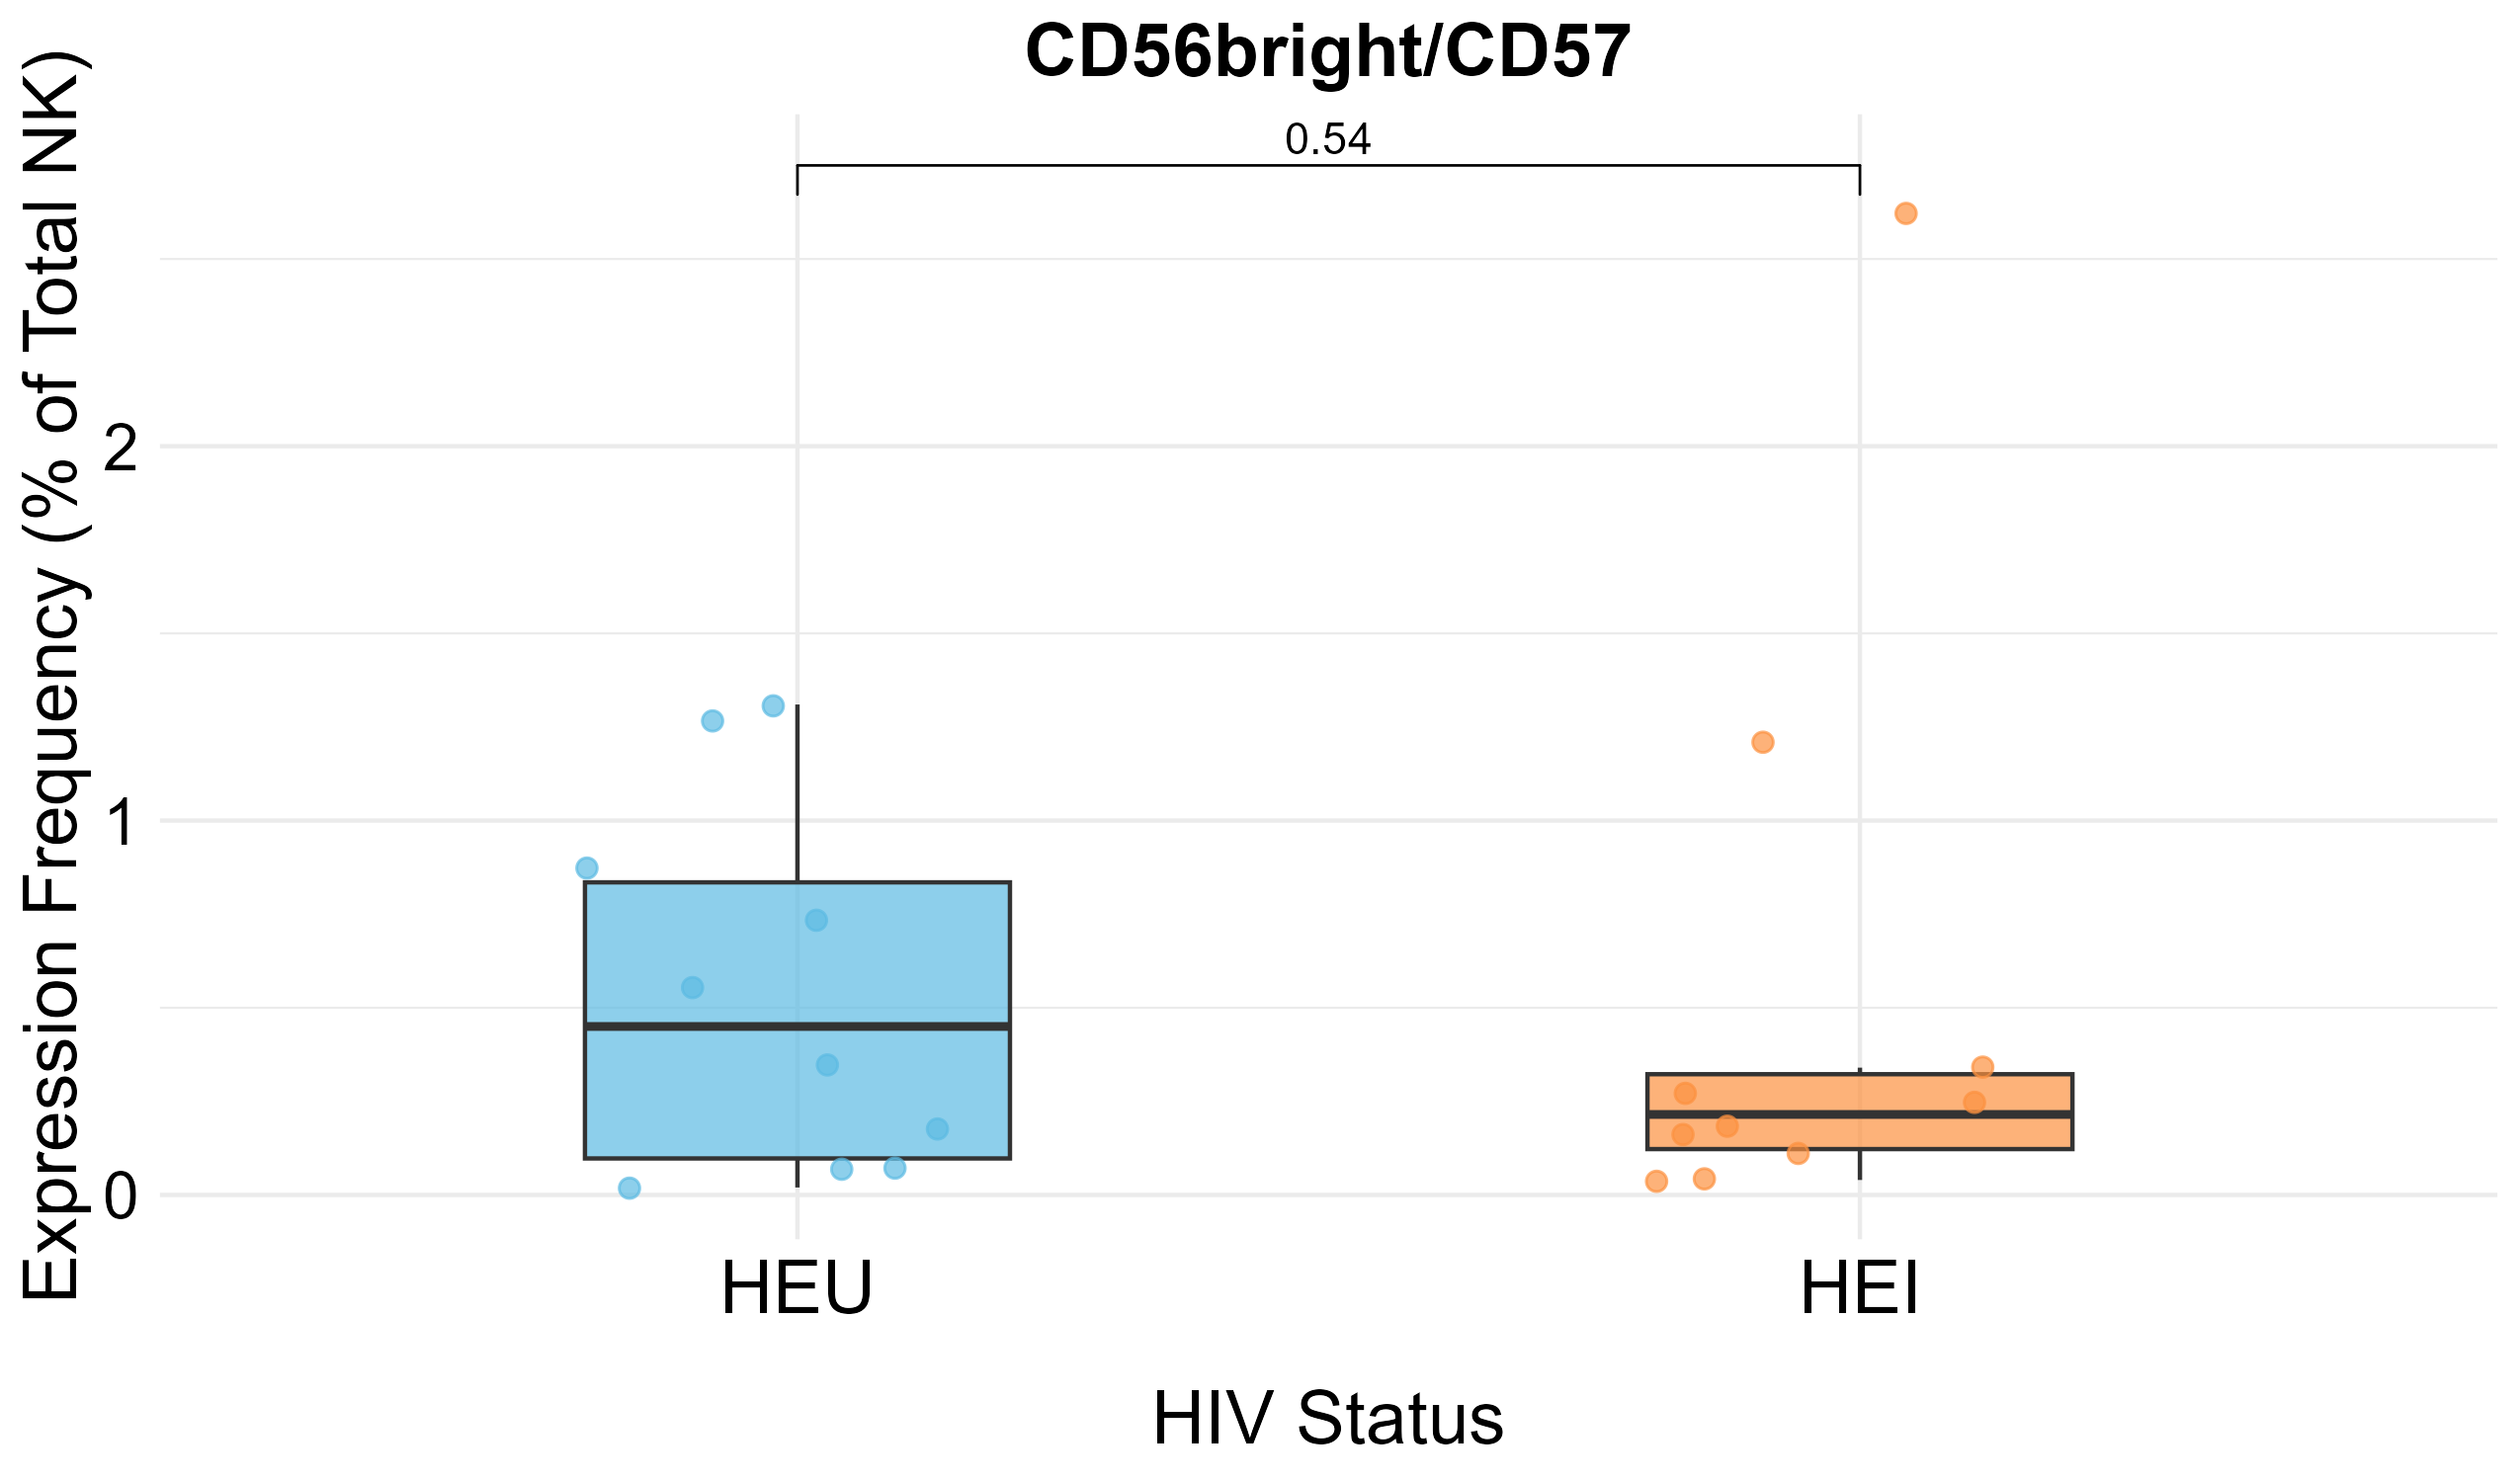 CD56bright/CD57
0.54
Expression Frequency (% of Total NK)
2
1
0
HEU
HEI
HIV Status